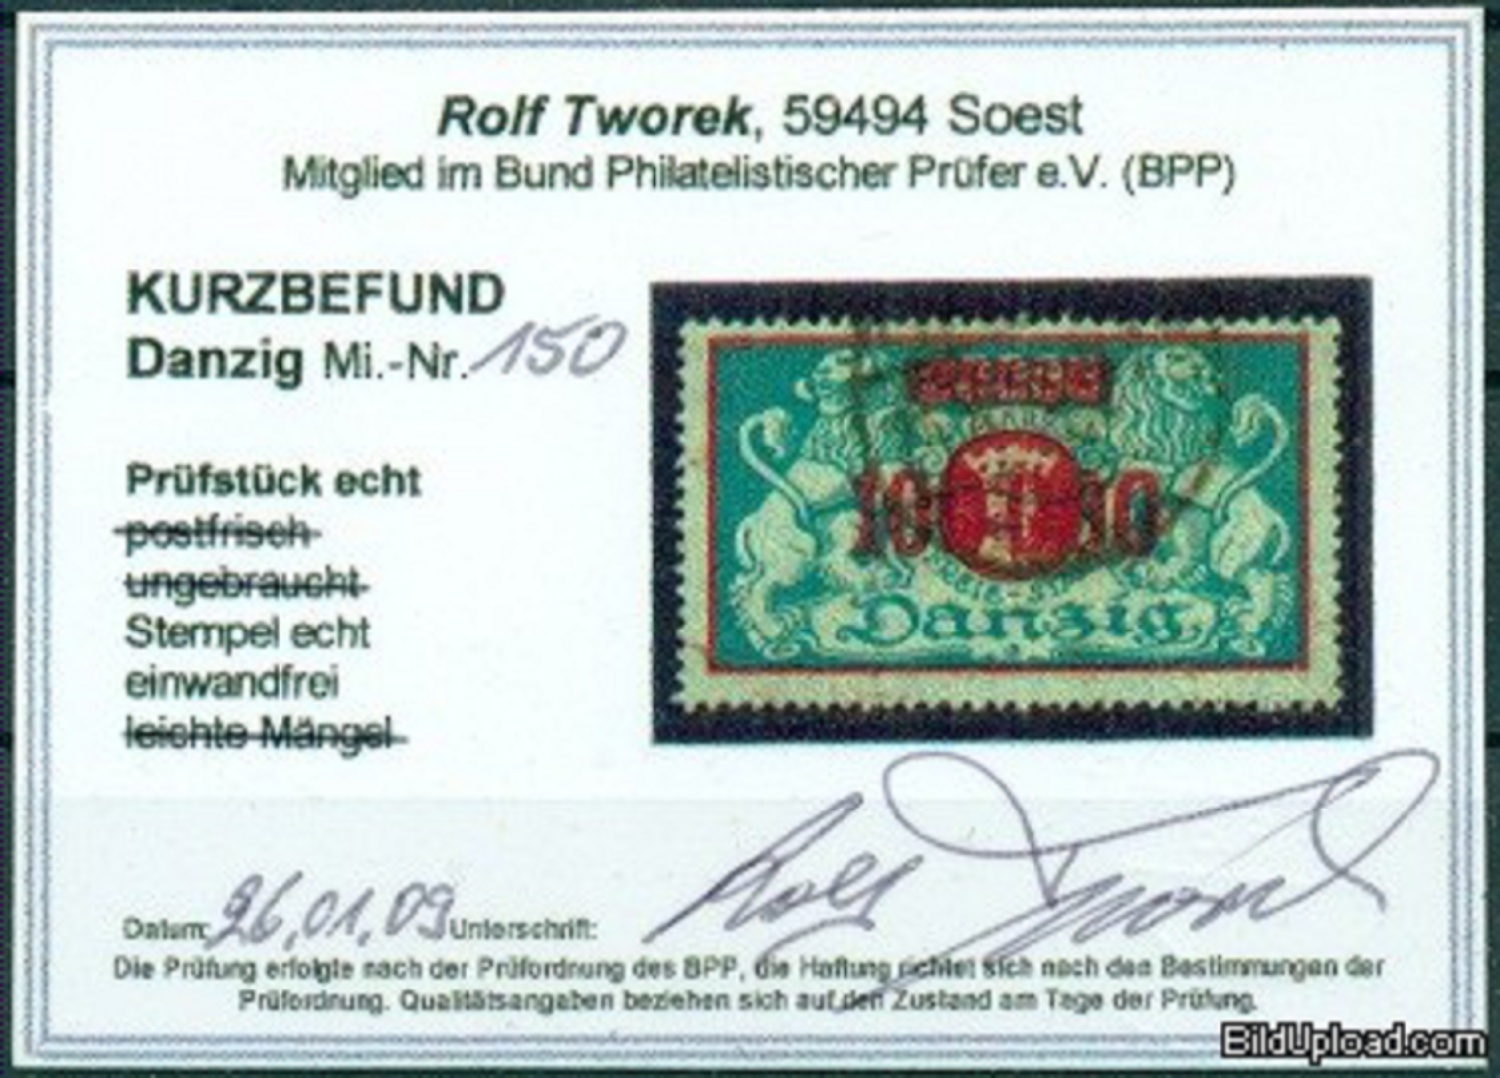 Rolf Tworek, 59494 Soest
Mitglied im Bund Philatelistischer Prüfer e.V. (BPP)
KURZBEFUND
Danzig Mi.-Nr. 150
Prüfstück echt
postfrisch
ungebraucht
Stempel echt
einwandfrei
leichte Mängel
Danzig
Datum: 26.01.09 Unterschrift: Rolf Tworek
Die Prüfung erfolgte nach der Prüfordnung des BPP, die Haftung richtet sich nach den Bestimmungen der
Prüfordnung. Qualitätsangaben beziehen sich auf den Zustand am Tage der Prüfung.
BildUpload.com